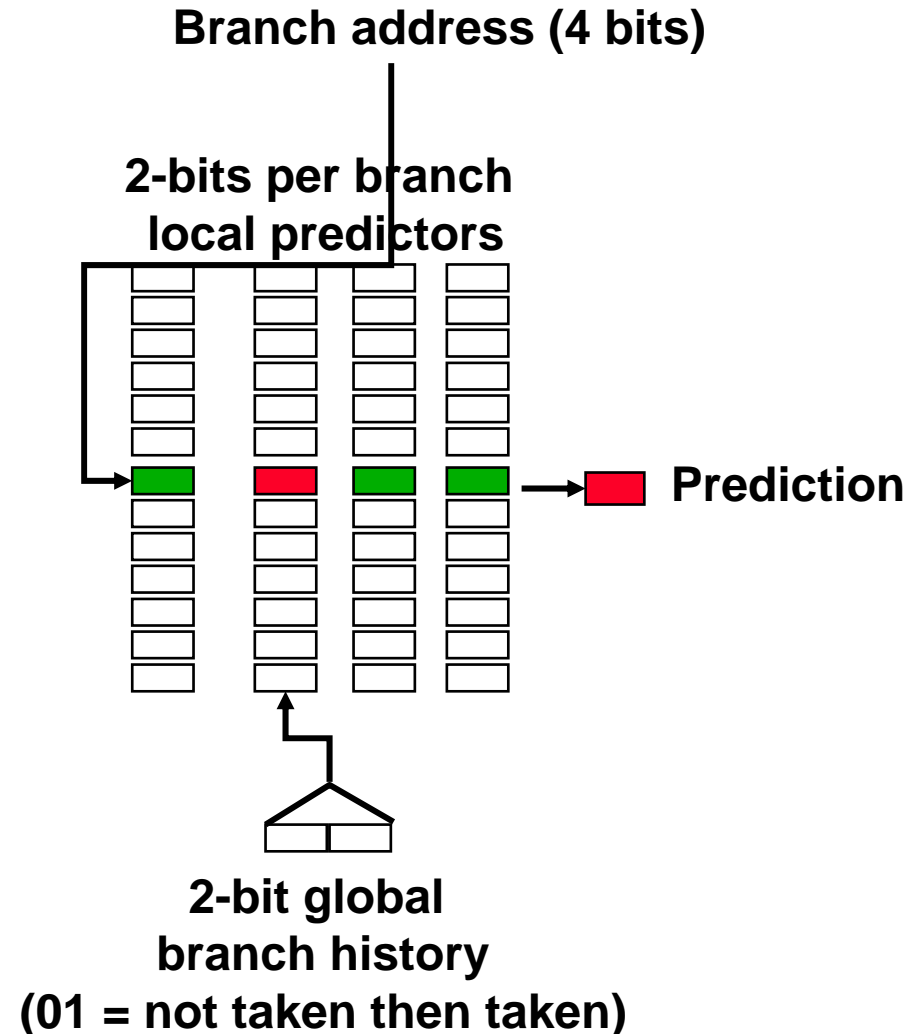 Branch address (4 bits)
2-bits per branch
local predictors
Prediction
2-bit global
branch history
(01 = not taken then taken)